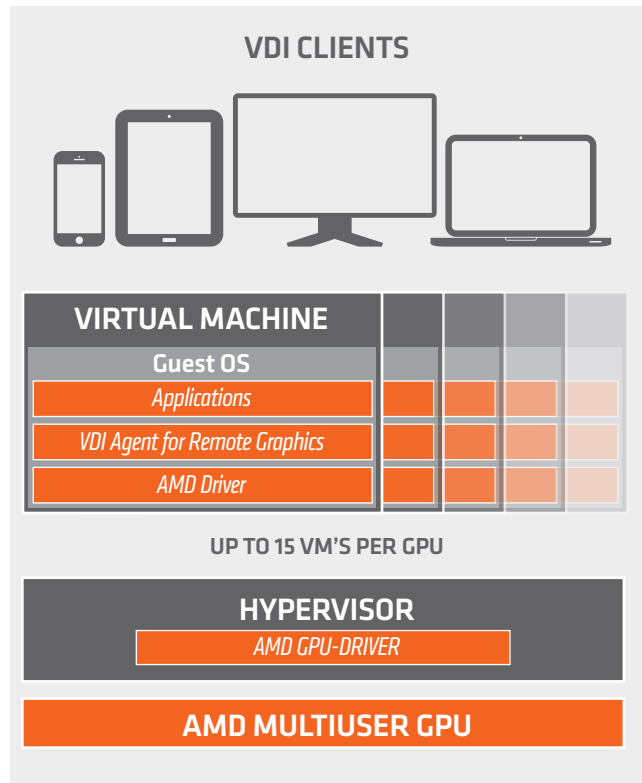 VDI CLIENTS
VIRTUAL MACHINE
Guest OS
Applications
VDI Agent for Remote Graphics
AMD Driver
UP TO 15 VM'S PER GPU
HYPERVISOR
AMD GPU-DRIVER
AMD MULTIUSER GPU